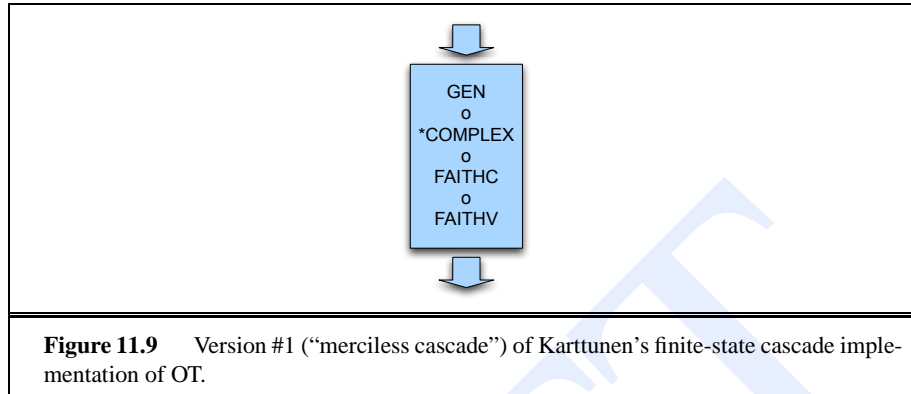 GEN
o
*COMPLEX
o
FAITHC
o
FAITHV
Figure 11.9 Version #1 (“merciless cascade”) of Karttunen’s finite-state cascade imple-
mentation of OT.